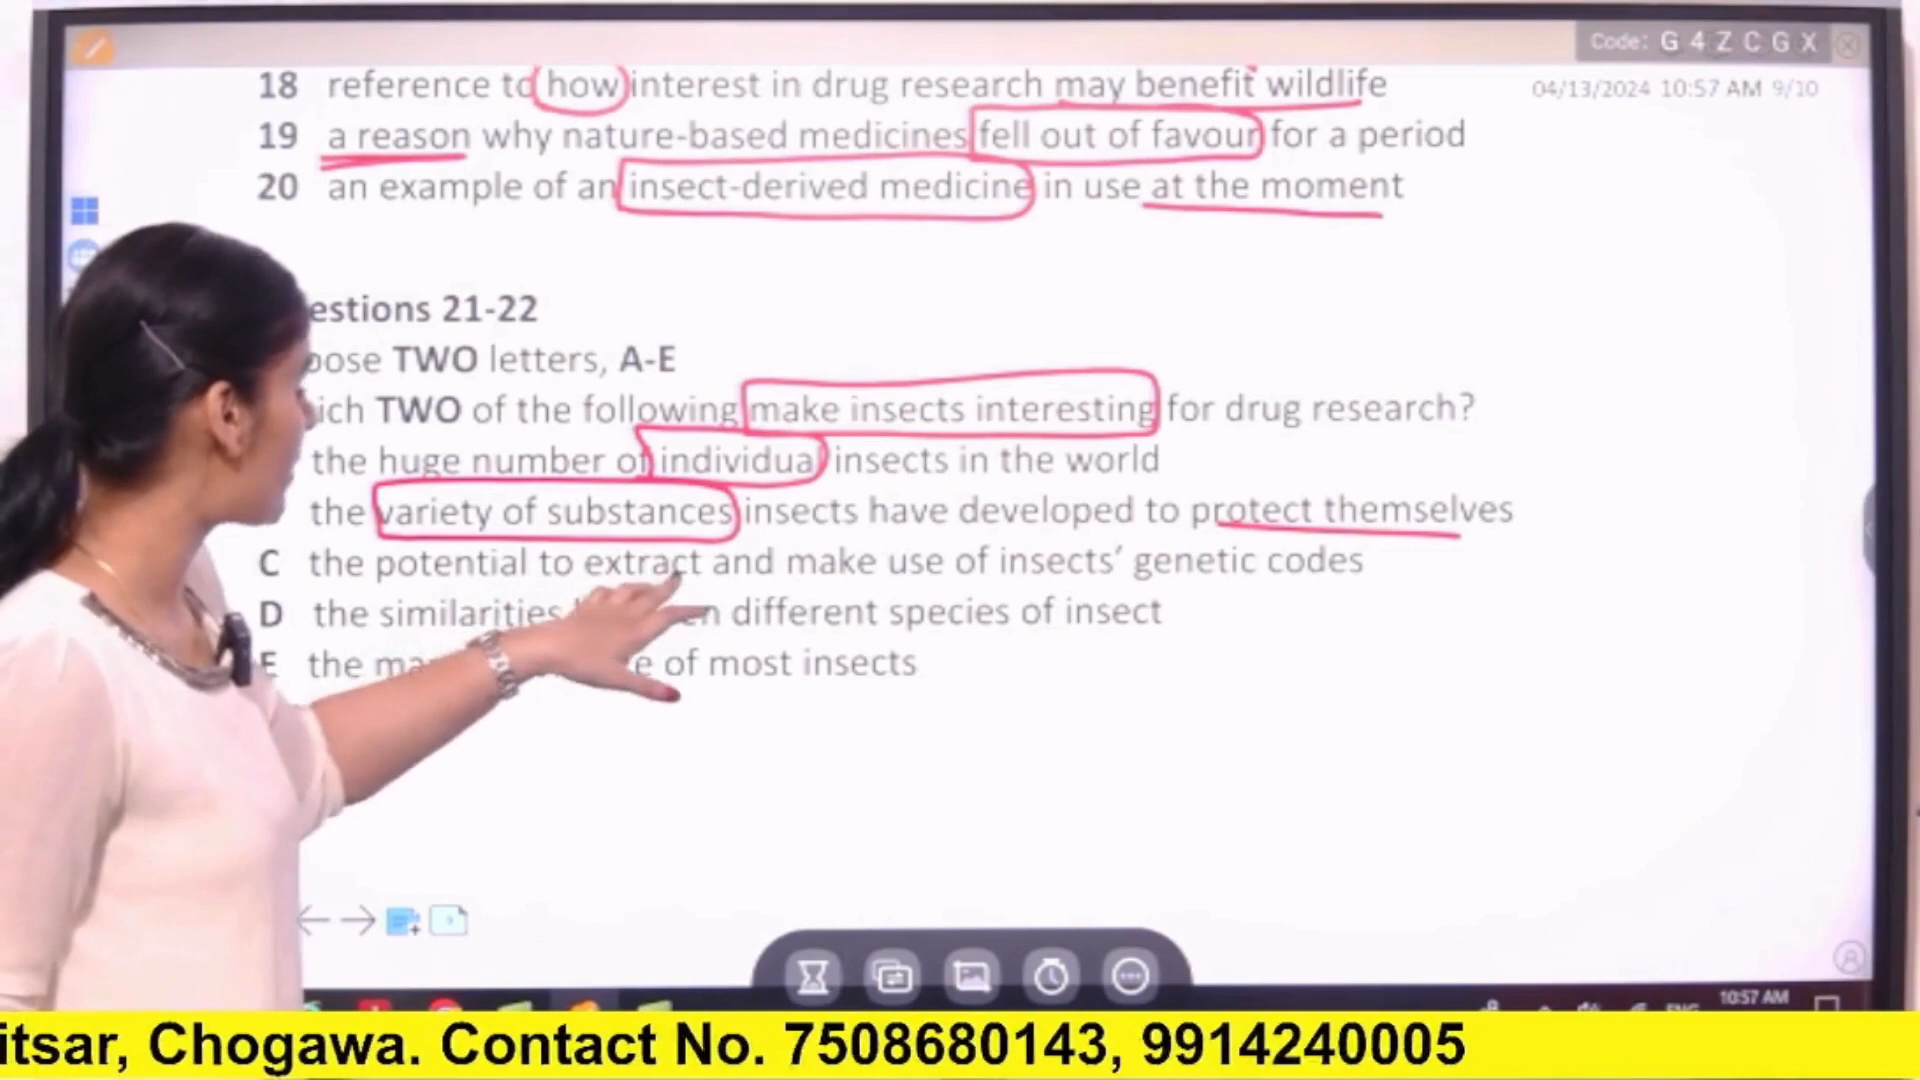 Code: G 4 Z C G X
04/13/2024 10:57 AM 9/10
18 reference to how interest in drug research may benefit wildlife
19 a reason why nature-based medicines fell out of favour for a period
20 an example of an insect-derived medicine in use at the moment
estions 21-22
oose TWO letters, A-E
ich TWO of the following make insects interesting for drug research?
the huge number of individual insects in the world
the variety of substances insects have developed to protect themselves
C the potential to extract and make use of insects’ genetic codes
D the similarities different species of insect
E the of most insects
ENG 10:57 AM
itsar, Chogawa. Contact No. 7508680143, 9914240005